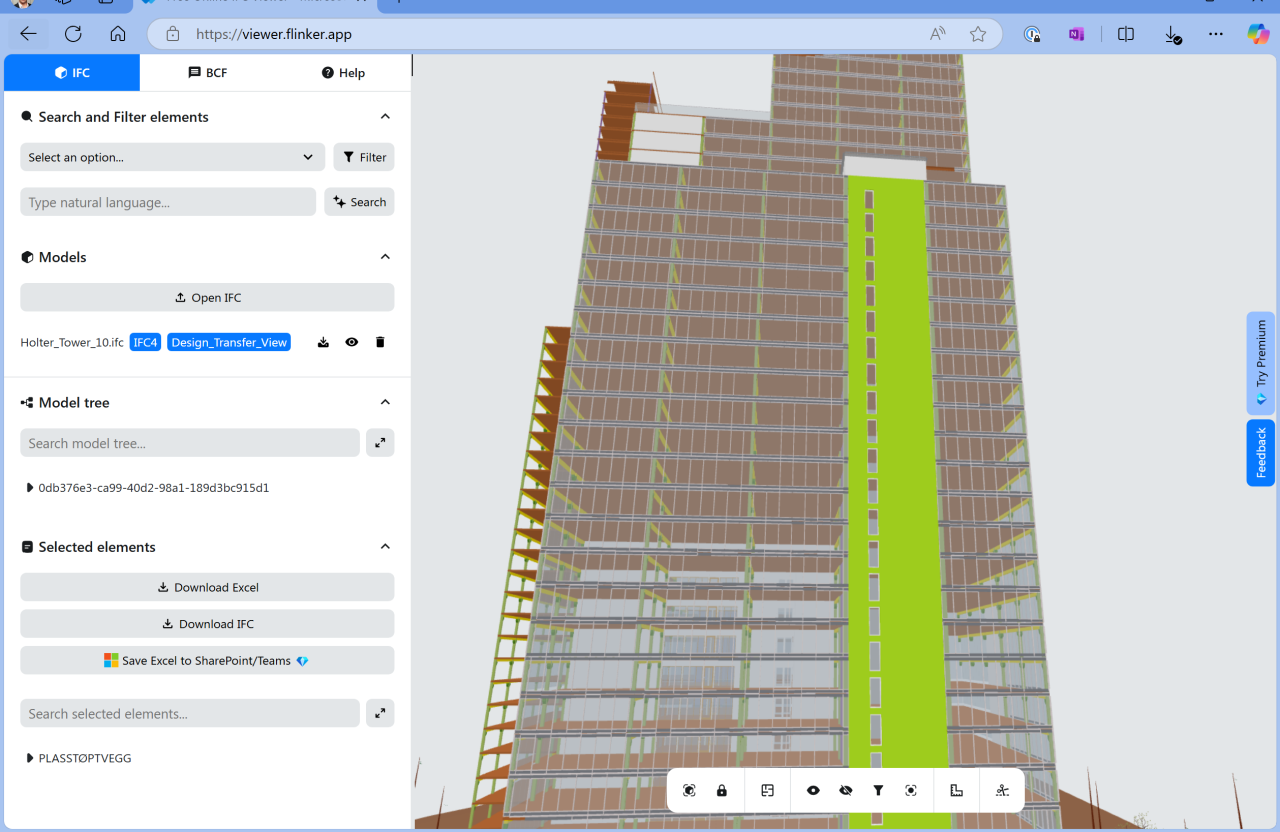 https://viewer.flinker.app
IFC
BCF
Help
Search and Filter elements
Select an option...
Filter
Type natural language...
Search
Models
Open IFC
Holter_Tower_10.ifc IFC4 Design_Transfer_View
Model tree
Search model tree...
0db376e3-ca99-40d2-98a1-189d3bc915d1
Selected elements
Download Excel
Download IFC
Save Excel to SharePoint/Teams
Search selected elements...
PLASSTØPTVEGG
Try Premium
Feedback